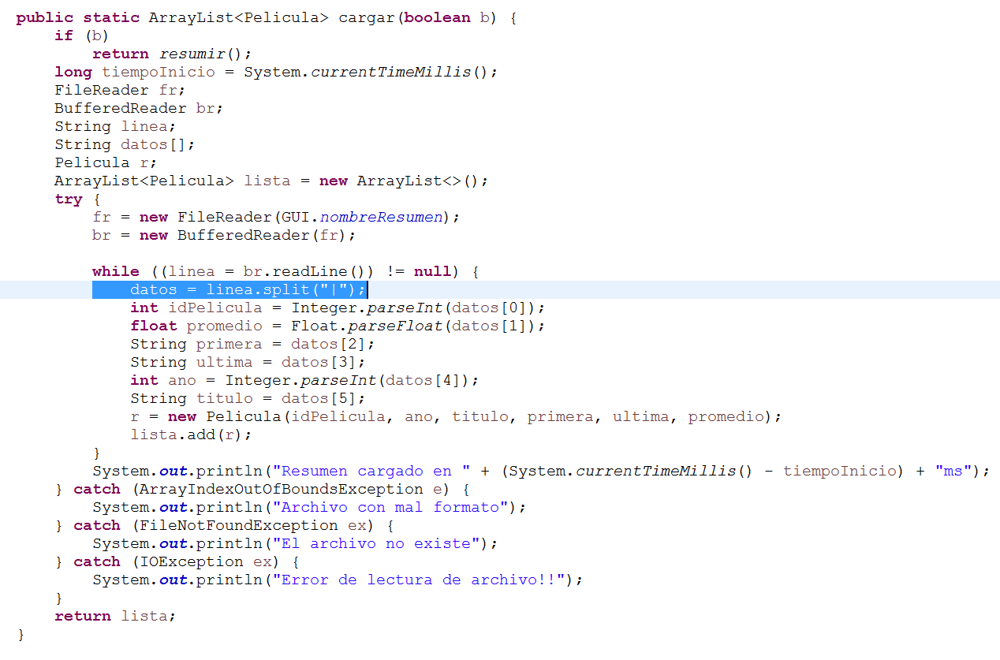 public static ArrayList<Pelicula> cargar(boolean b) {
    if (b)
        return resumir();
    long tiempoInicio = System.currentTimeMillis();
    FileReader fr;
    BufferedReader br;
    String linea;
    String datos[];
    Pelicula r;
    ArrayList<Pelicula> lista = new ArrayList<>();
    try {
        fr = new FileReader(GUI.nombreResumen);
        br = new BufferedReader(fr);

        while ((linea = br.readLine()) != null) {
            datos = linea.split("|");
            int idPelicula = Integer.parseInt(datos[0]);
            float promedio = Float.parseFloat(datos[1]);
            String primera = datos[2];
            String ultima = datos[3];
            int ano = Integer.parseInt(datos[4]);
            String titulo = datos[5];
            r = new Pelicula(idPelicula, ano, titulo, primera, ultima, promedio);
            lista.add(r);
        }
        System.out.println("Resumen cargado en " + (System.currentTimeMillis() - tiempoInicio) + "ms");
    } catch (ArrayIndexOutOfBoundsException e) {
        System.out.println("Archivo con mal formato");
    } catch (FileNotFoundException ex) {
        System.out.println("El archivo no existe");
    } catch (IOException ex) {
        System.out.println("Error de lectura de archivo!!");
    }
    return lista;
}